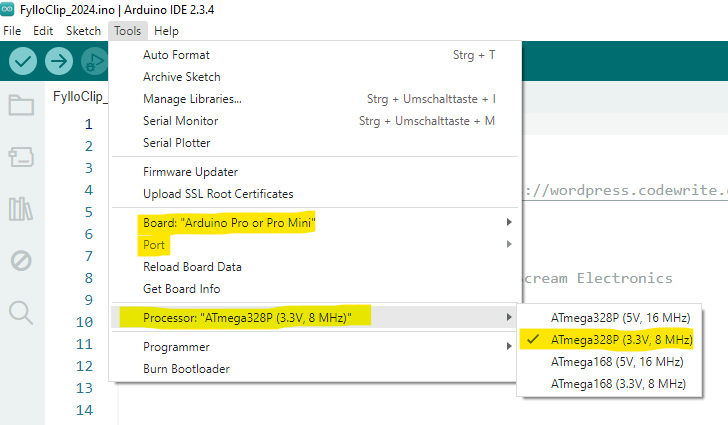 FylloClip_2024.ino | Arduino IDE 2.3.4
File Edit Sketch Tools Help
Auto Format Strg + T
Archive Sketch
Manage Libraries... Strg + Umschalttaste + I
Serial Monitor Strg + Umschalttaste + M
Serial Plotter
Firmware Updater
Upload SSL Root Certificates
Board: "Arduino Pro or Pro Mini"
Port
Reload Board Data
Get Board Info
Processor: "ATmega328P (3.3V, 8 MHz)"
Programmer
Burn Bootloader
ATmega328P (5V, 16 MHz)
ATmega328P (3.3V, 8 MHz)
ATmega168 (5V, 16 MHz)
ATmega168 (3.3V, 8 MHz)
FylloClip_
1
2
3
4
://wordpress.codewrite.
5
6
7
8
cream Electronics
9
10
11
12
13
14